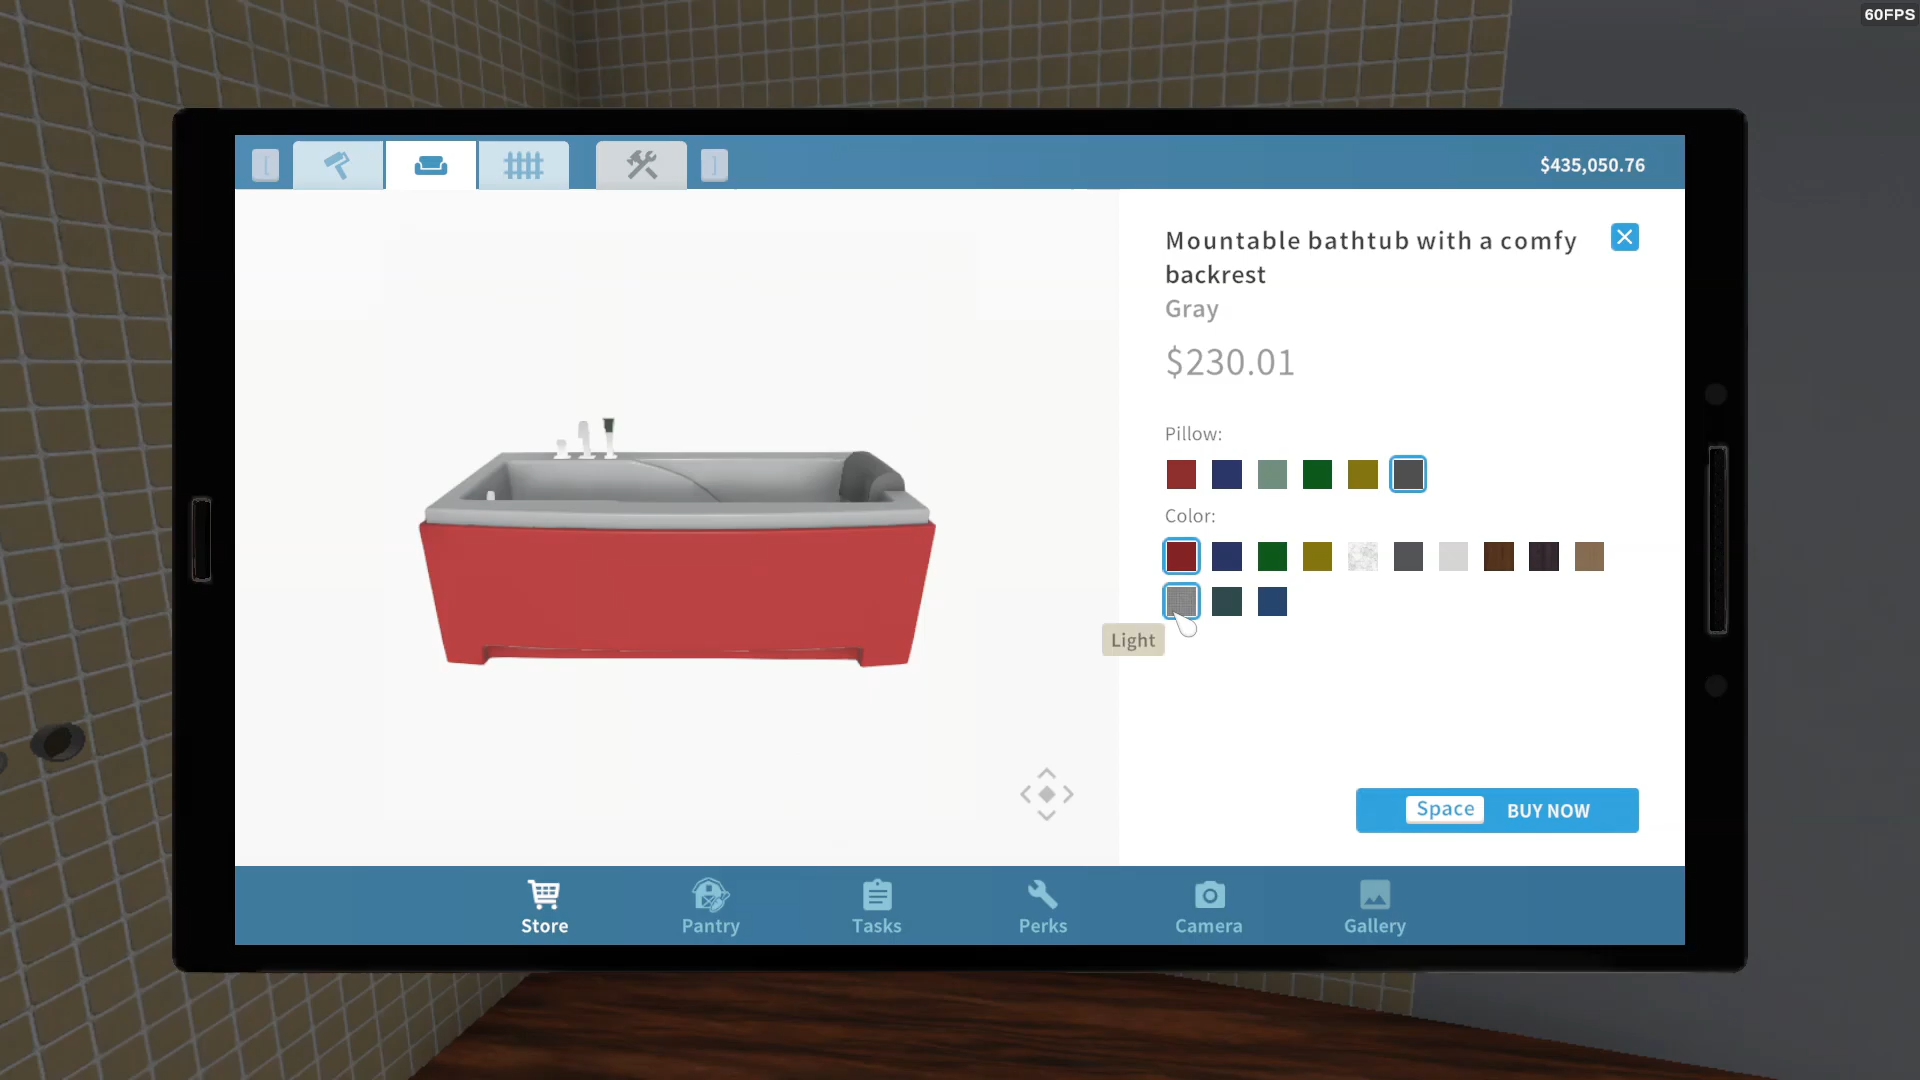 60FPS
[
]
$435,050.76
Mountable bathtub with a comfy
backrest
Gray
$230.01
Pillow:
Color:
Light
Space BUY NOW
Store
Pantry
Tasks
Perks
Camera
Gallery